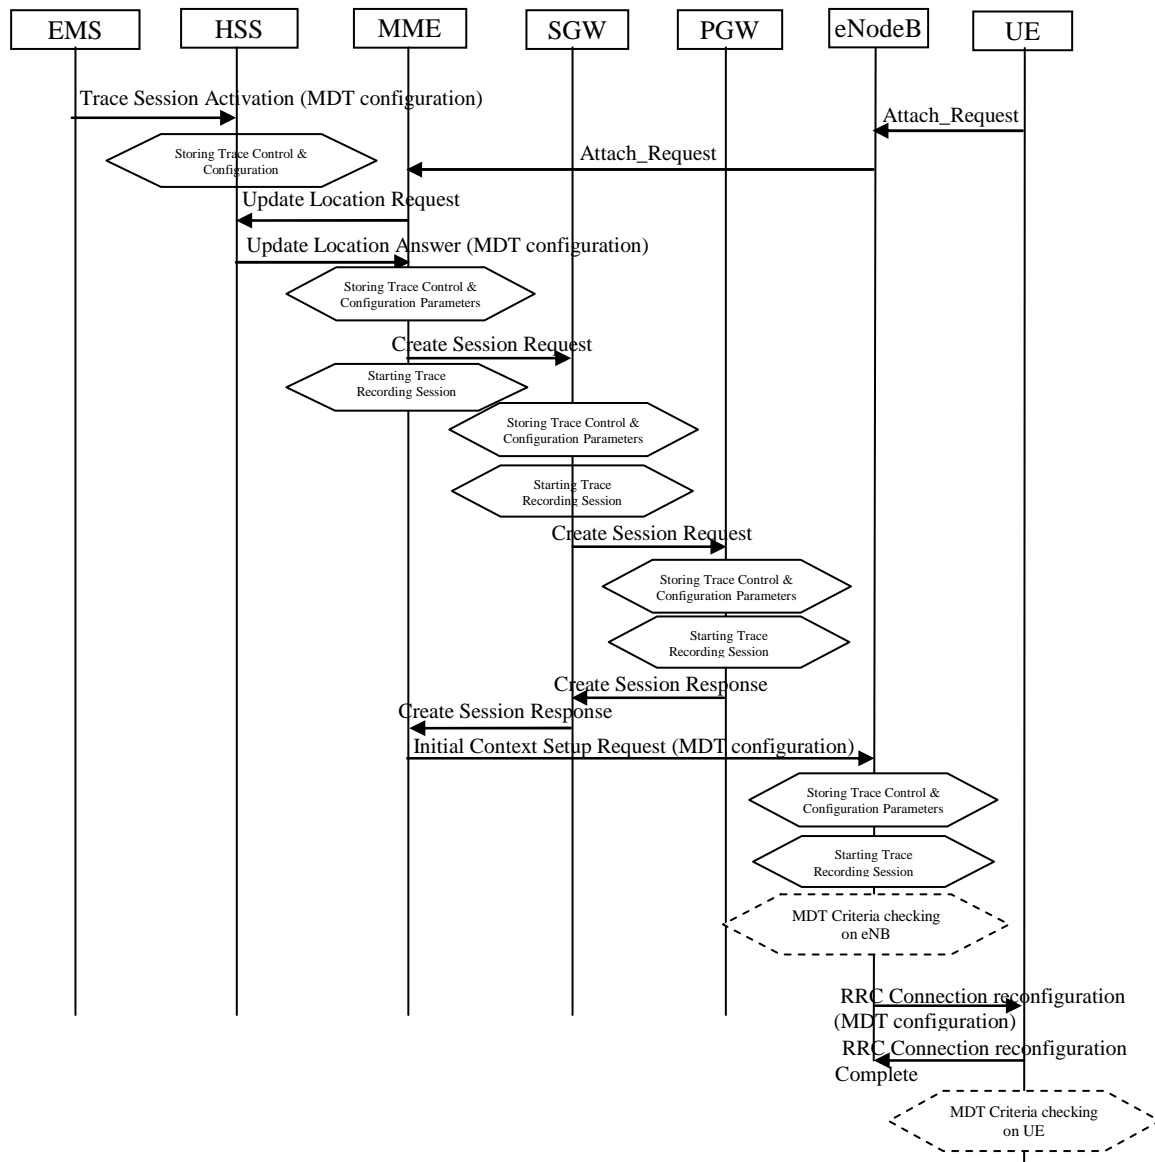 EMS
HSS
MME
SGW
PGW
eNodeB
UE
Trace Session Activation (MDT configuration)
Attach_Request
Storing Trace Control &
Configuration
Attach_Request
Update Location Request
Update Location Answer (MDT configuration)
Storing Trace Control &
Configuration Parameters
Create Session Request
Starting Trace
Recording Session
Storing Trace Control &
Configuration Parameters
Starting Trace
Recording Session
Create Session Request
Storing Trace Control &
Configuration Parameters
Starting Trace
Recording Session
Create Session Response
Create Session Response
Initial Context Setup Request (MDT configuration)
Storing Trace Control &
Configuration Parameters
Starting Trace
Recording Session
MDT Criteria checking
on eNB
RRC Connection reconfiguration
(MDT configuration)
RRC Connection reconfiguration
Complete
MDT Criteria checking
on UE